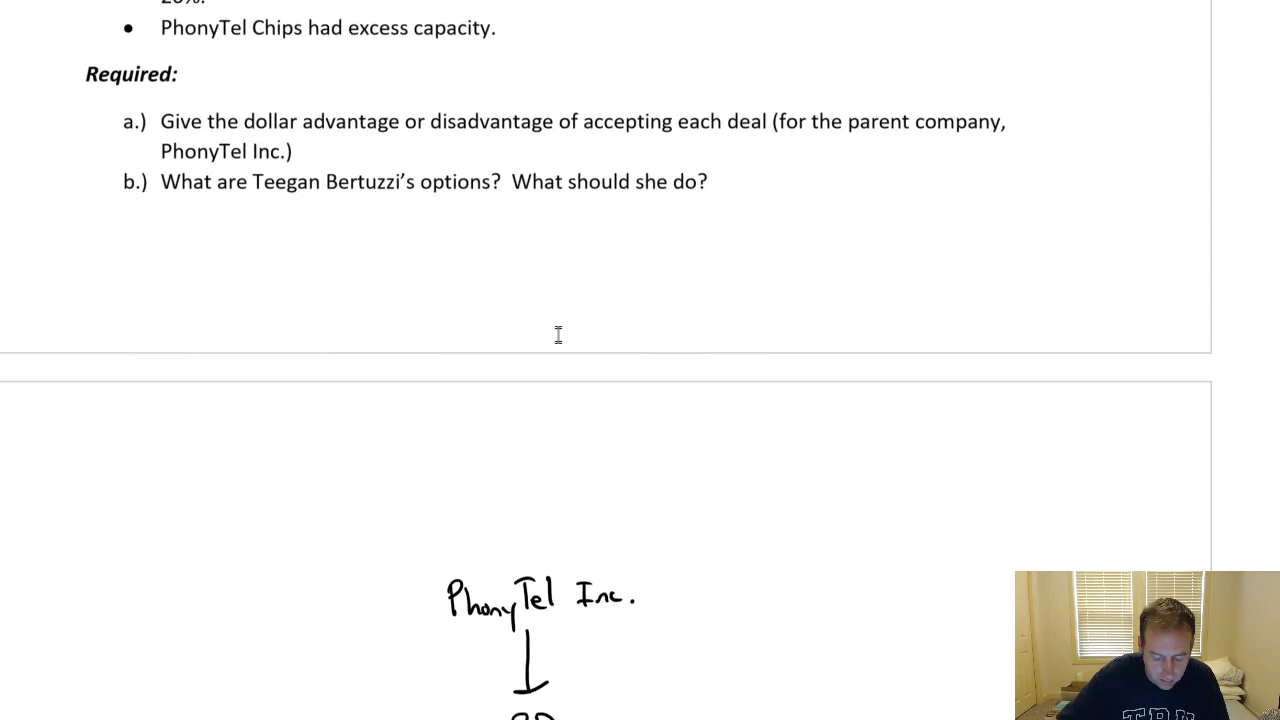 20%.
• PhonyTel Chips had excess capacity.
Required:
a.) Give the dollar advantage or disadvantage of accepting each deal (for the parent company,
PhonyTel Inc.)
b.) What are Teegan Bertuzzi’s options? What should she do?
PhonyTel Inc.